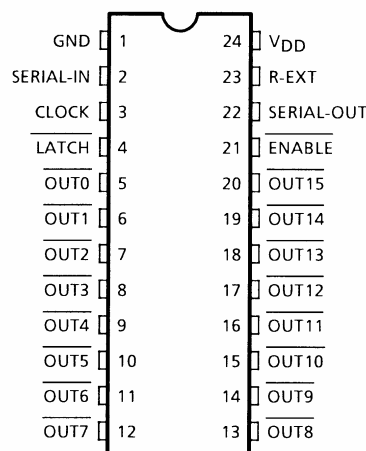 GND 1 24 VDD
SERIAL-IN 2 23 R-EXT
CLOCK 3 22 SERIAL-OUT
LATCH 4 21 ENABLE
OUT0 5 20 OUT15
OUT1 6 19 OUT14
OUT2 7 18 OUT13
OUT3 8 17 OUT12
OUT4 9 16 OUT11
OUT5 10 15 OUT10
OUT6 11 14 OUT9
OUT7 12 13 OUT8